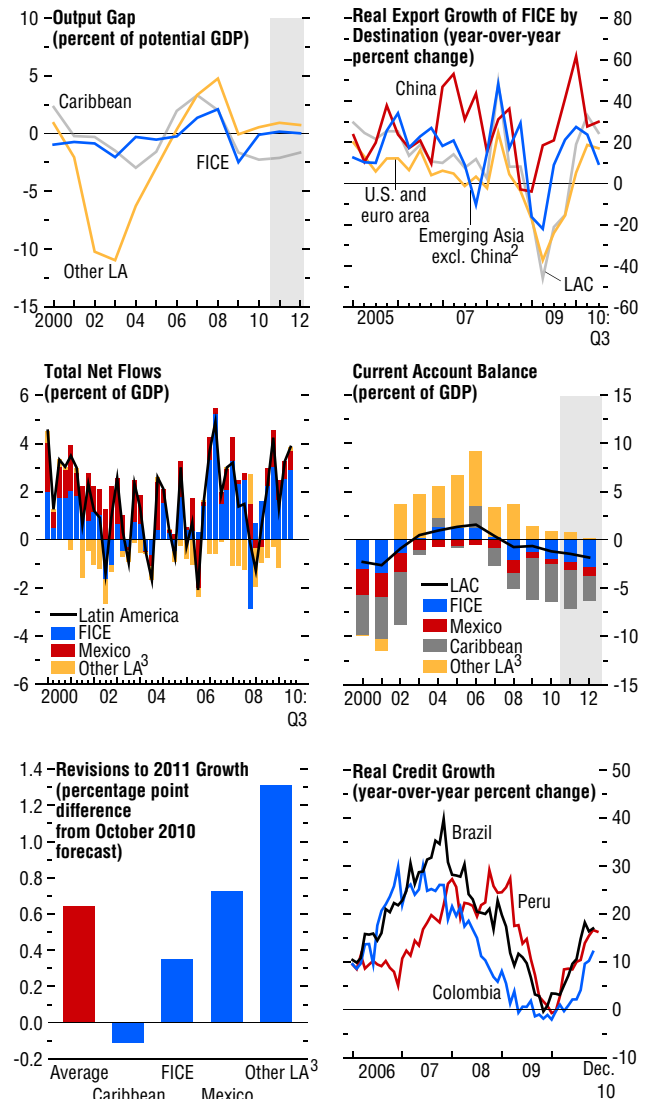 Output Gap
(percent of potential GDP)
10
5
0
-5
-10
-15
Caribbean
FICE
Other LA
2000 02 04 06 08 10 12
Real Export Growth of FICE by
Destination (year-over-year
percent change)
80
60
40
20
0
-20
-40
-60
China
U.S. and
euro area
Emerging Asia
excl. China2
LAC
2005 07 09 10:
Q3
Total Net Flows
(percent of GDP)
6
4
2
0
-2
-4
-6
Latin America
FICE
Mexico
Other LA3
2000 02 04 06 08 10:
Q3
Current Account Balance
(percent of GDP)
15
10
5
0
-5
-10
-15
LAC
FICE
Mexico
Caribbean
Other LA3
2000 02 04 06 08 10 12
Revisions to 2011 Growth
(percentage point
difference
from October 2010
forecast)
1.4
1.2
1.0
0.8
0.6
0.4
0.2
0.0
-0.2
Average FICE Other LA3
Caribbean Mexico
Real Credit Growth
(year-over-year percent change)
50
40
30
20
10
0
-10
Brazil
Peru
Colombia
2006 07 08 09 Dec.
10